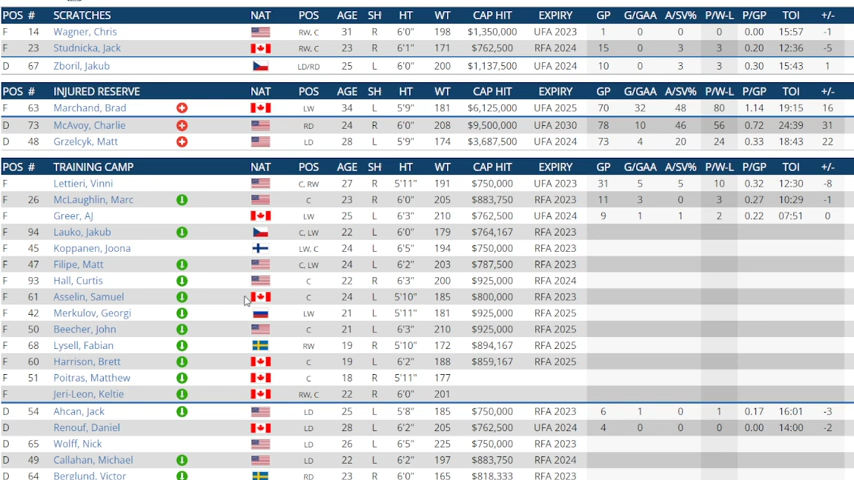 POS # SCRATCHES NAT POS AGE SH HT WT CAP HIT EXPIRY GP G/GAA A/SV% P/W-L P/GP TOI +/-
F 14 Wagner, Chris RW, C 31 R 6'0" 198 $1,350,000 UFA 2023 1 0 0 0 0.00 15:57 -1
F 23 Studnicka, Jack RW, C 23 R 6'1" 171 $762,500 RFA 2024 15 0 3 3 0.20 12:36 -5
D 67 Zboril, Jakub LD/RD 25 L 6'0" 200 $1,137,500 UFA 2024 10 0 3 3 0.30 15:43 1
POS # INJURED RESERVE NAT POS AGE SH HT WT CAP HIT EXPIRY GP G/GAA A/SV% P/W-L P/GP TOI +/-
F 63 Marchand, Brad LW 34 L 5'9" 181 $6,125,000 UFA 2025 70 32 48 80 1.14 19:15 16
D 73 McAvoy, Charlie RD 24 R 6'0" 208 $9,500,000 UFA 2030 78 10 46 56 0.72 24:39 31
D 48 Grzelcyk, Matt LD 28 L 5'9" 174 $3,687,500 UFA 2024 73 4 20 24 0.33 18:43 22
POS # TRAINING CAMP NAT POS AGE SH HT WT CAP HIT EXPIRY GP G/GAA A/SV% P/W-L P/GP TOI +/-
F Lettieri, Vinni C, RW 27 R 5'11" 191 $750,000 UFA 2023 31 5 5 10 0.32 12:30 -8
F 26 McLaughlin, Marc C 23 R 6'0" 205 $883,750 RFA 2023 11 3 0 3 0.27 10:29 -1
F Greer, AJ LW 25 L 6'3" 210 $762,500 UFA 2024 9 1 1 2 0.22 07:51 0
F 94 Lauko, Jakub C, LW 22 L 6'0" 179 $764,167 RFA 2023
F 45 Koppanen, Joona LW, C 24 L 6'5" 194 $750,000 RFA 2023
F 47 Filipe, Matt C, LW 24 L 6'2" 203 $787,500 RFA 2023
F 93 Hall, Curtis C 22 R 6'3" 200 $925,000 RFA 2024
F 61 Asselin, Samuel C 24 L 5'10" 185 $800,000 RFA 2023
F 42 Merkulov, Georgi LW 21 L 5'11" 181 $925,000 RFA 2025
F 50 Beecher, John C 21 L 6'3" 210 $925,000 RFA 2025
F 68 Lysell, Fabian RW 19 R 5'10" 172 $894,167 RFA 2025
F 60 Harrison, Brett C 19 L 6'2" 188 $859,167 RFA 2025
F 51 Poitras, Matthew C 18 R 5'11" 177
F Jeri-Leon, Keltie RW, C 22 R 6'0" 201
D 54 Ahcan, Jack LD 25 L 5'8" 185 $750,000 RFA 2023 6 1 0 1 0.17 16:01 -3
D Renouf, Daniel LD 28 L 6'2" 205 $762,500 UFA 2024 4 0 0 0 0.00 14:00 -2
D 65 Wolff, Nick LD 26 L 6'5" 225 $750,000 RFA 2023
D 49 Callahan, Michael LD 22 L 6'2" 197 $883,750 RFA 2024
D 64 Berglund, Victor RD 23 R 6'0" 165 $818,333 RFA 2024